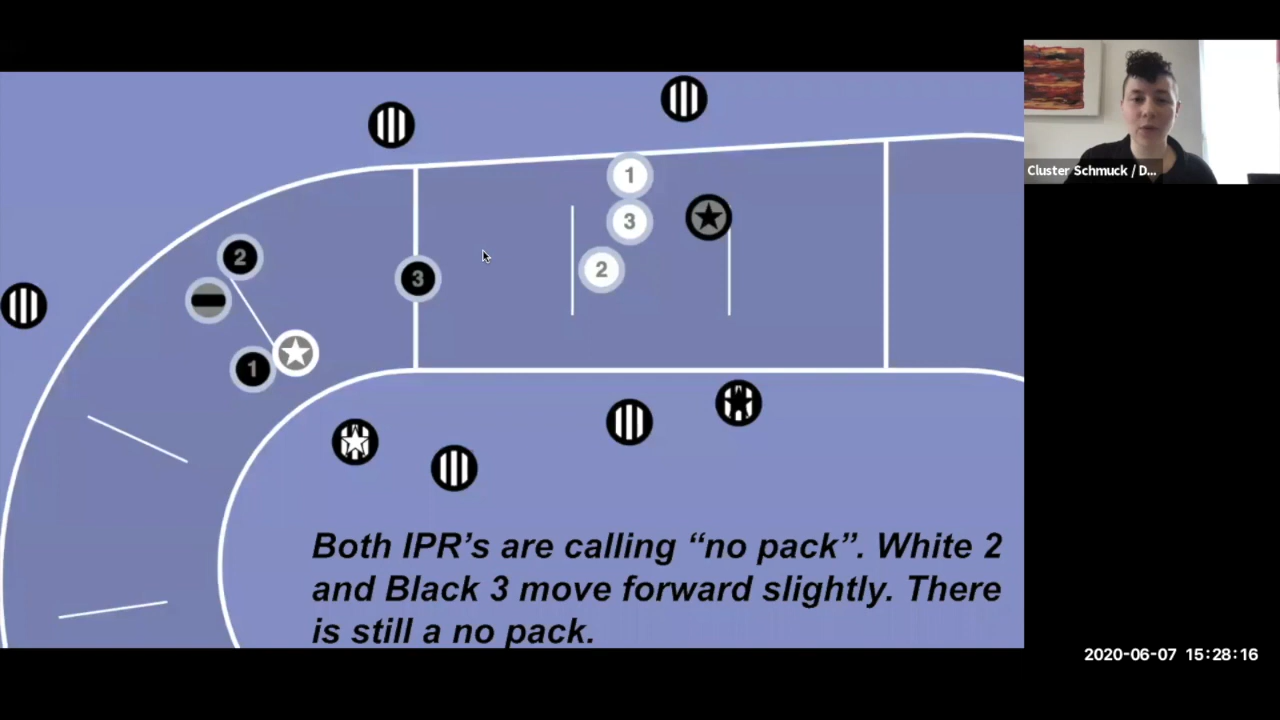 1
3
2
2
3
1
Cluster Schmuck / D...
Both IPR's are calling “no pack”. White 2
and Black 3 move forward slightly. There
is still a no pack.
2020-06-07 15:28:16